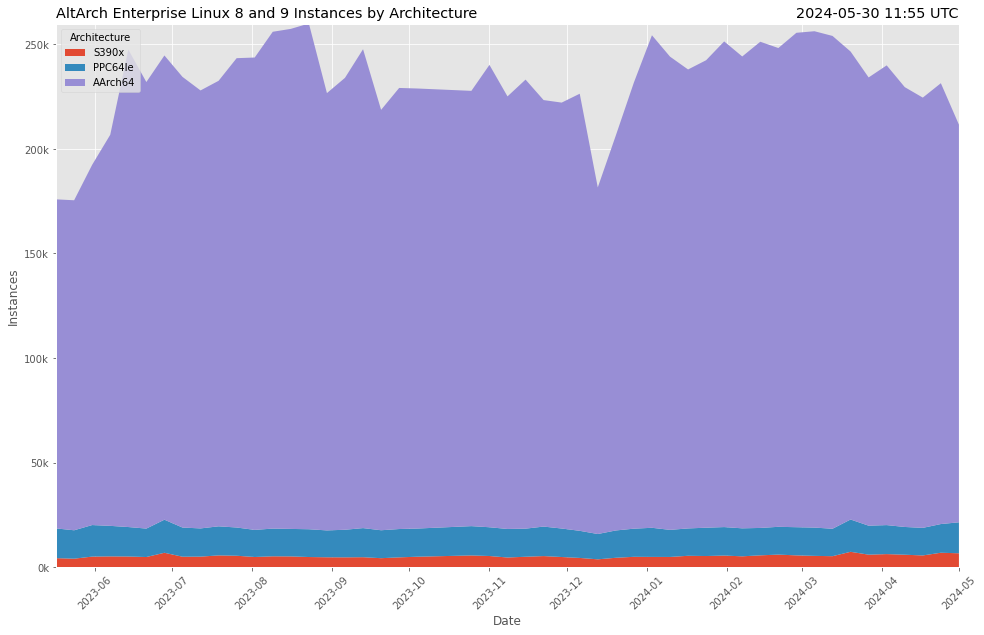 AltArch Enterprise Linux 8 and 9 Instances by Architecture
2024-05-30 11:55 UTC
Architecture
S390x
PPC64le
AArch64
250k
200k
150k
100k
50k
0k
Instances
2023-06
2023-07
2023-08
2023-09
2023-10
2023-11
2023-12
2024-01
2024-02
2024-03
2024-04
2024-05
Date